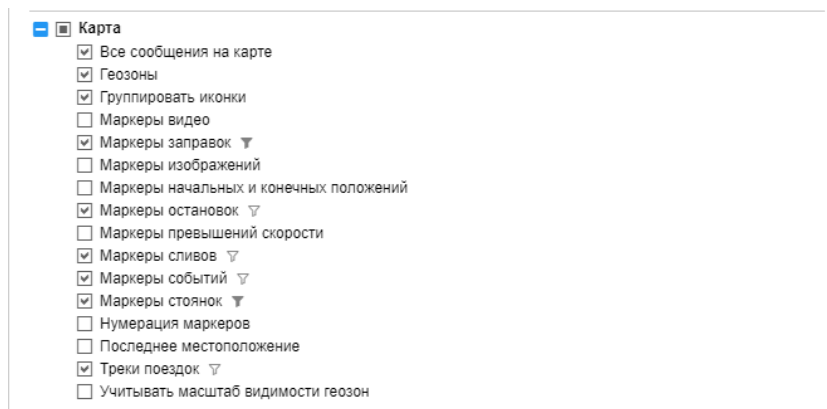 Карта
Все сообщения на карте
Геозоны
Группировать иконки
Маркеры видео
Маркеры заправок
Маркеры изображений
Маркеры начальных и конечных положений
Маркеры остановок
Маркеры превышений скорости
Маркеры сливов
Маркеры событий
Маркеры стоянок
Нумерация маркеров
Последнее местоположение
Треки поездок
Учитывать масштаб видимости геозон